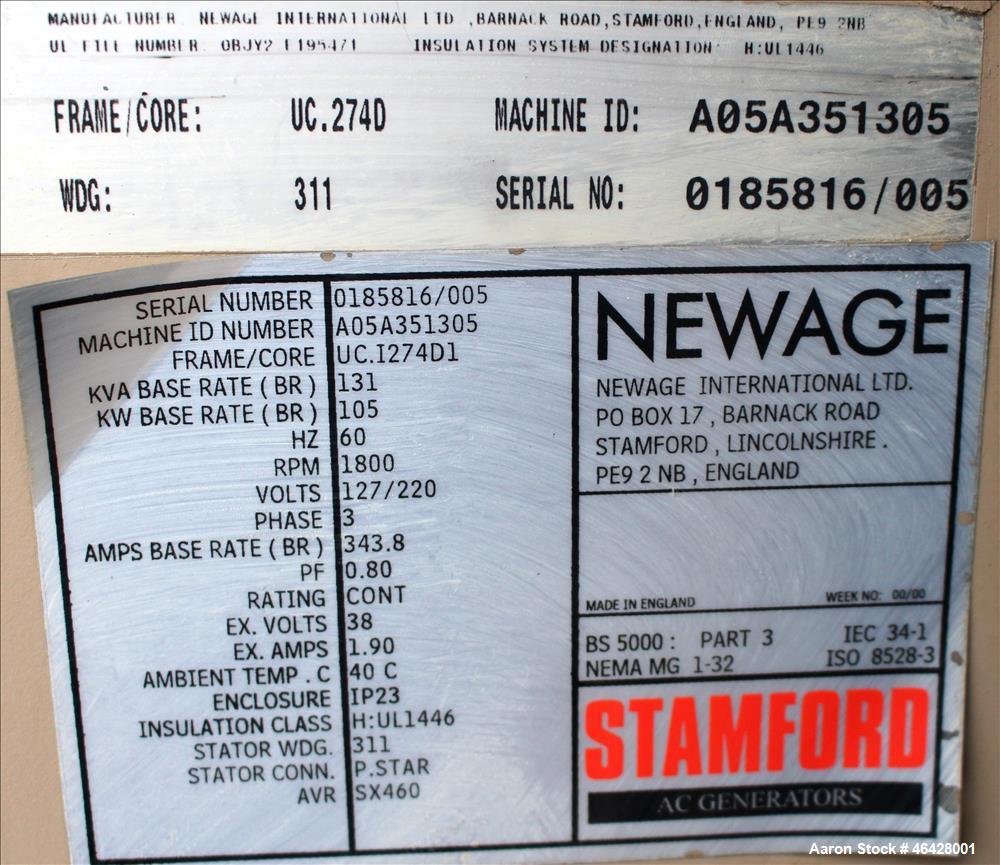 MANUFACTURER NEWAGE INTERNATIONAL LTD ,BARNACK ROAD,STAMFORD,ENGLAND, PE9 2NB
UL FILE NUMBER OBJY2 E195471 INSULATION SYSTEM DESIGNATION H:UL1446
FRAME/CORE: UC.274D MACHINE ID: A05A351305
WDG: 311 SERIAL NO: 0185816/005
SERIAL NUMBER 0185816/005
MACHINE ID NUMBER A05A351305
FRAME/CORE UC.I274D1
KVA BASE RATE ( BR ) 131
KW BASE RATE ( BR ) 105
HZ 60
RPM 1800
VOLTS 127/220
PHASE 3
AMPS BASE RATE ( BR ) 343.8
PF 0.80
RATING CONT
EX. VOLTS 38
EX. AMPS 1.90
AMBIENT TEMP . C 40 C
ENCLOSURE IP23
INSULATION CLASS H:UL1446
STATOR WDG. 311
STATOR CONN. P.STAR
AVR SX460
NEWAGE
NEWAGE INTERNATIONAL LTD.
PO BOX 17 , BARNACK ROAD
STAMFORD , LINCOLNSHIRE .
PE9 2 NB , ENGLAND
MADE IN ENGLAND WEEK NO: 00/00
BS 5000 : PART 3 IEC 34-1
NEMA MG 1-32 ISO 8528-3
STAMFORD
AC GENERATORS
Aaron Stock # 46428001